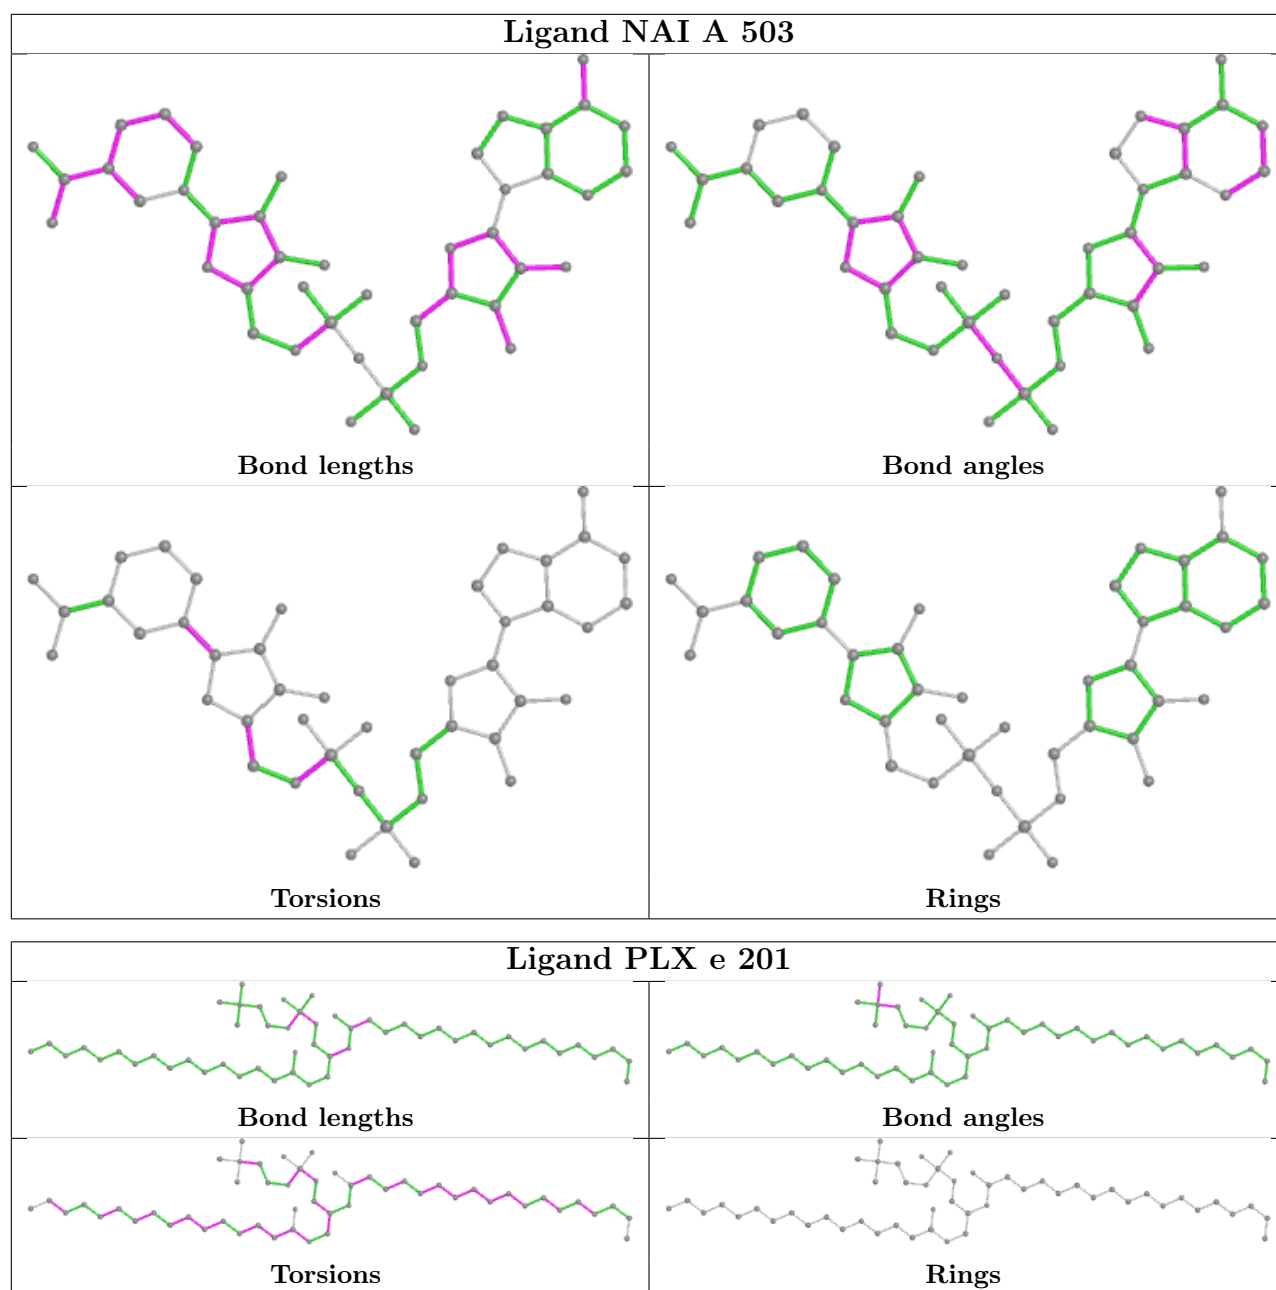 Ligand NAI A 503
Bond lengths
Bond angles
Torsions
Rings
Ligand PLX e 201
Bond lengths
Bond angles
Torsions
Rings